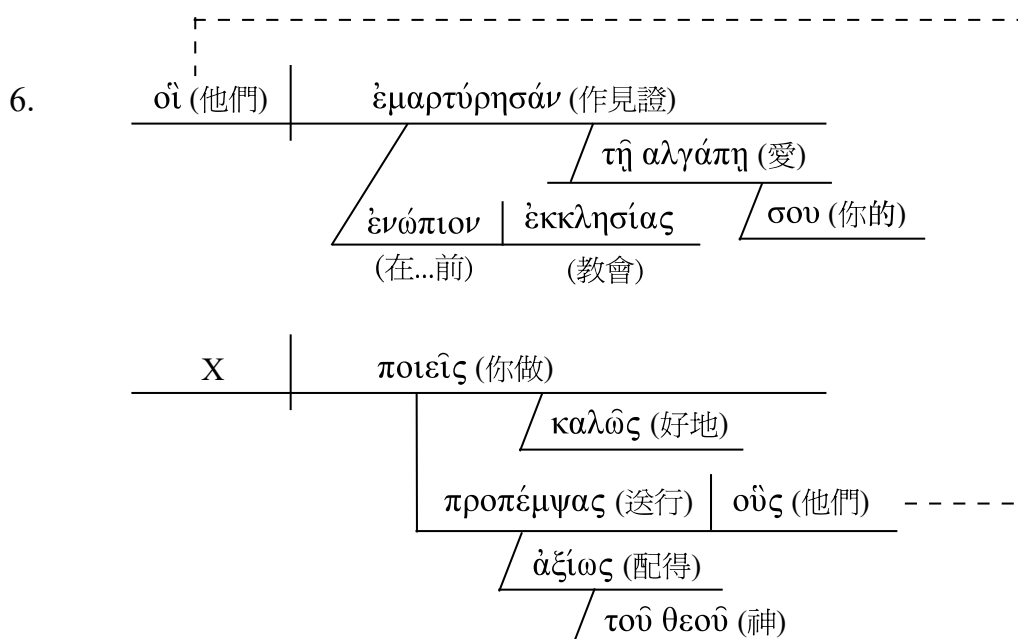 6. οἳ (他們) ἐμαρτύρησάν (作見證)
τῇ αλγάπῃ (愛)
ἐνώπιον ἐκκλησίας σου (你的)
(在...前) (教會)
X ποιεῖς (你做)
καλῶς (好地)
προπέμψας (送行) οὓς (他們)
ἀξίως (配得)
τοῦ θεοῦ (神)